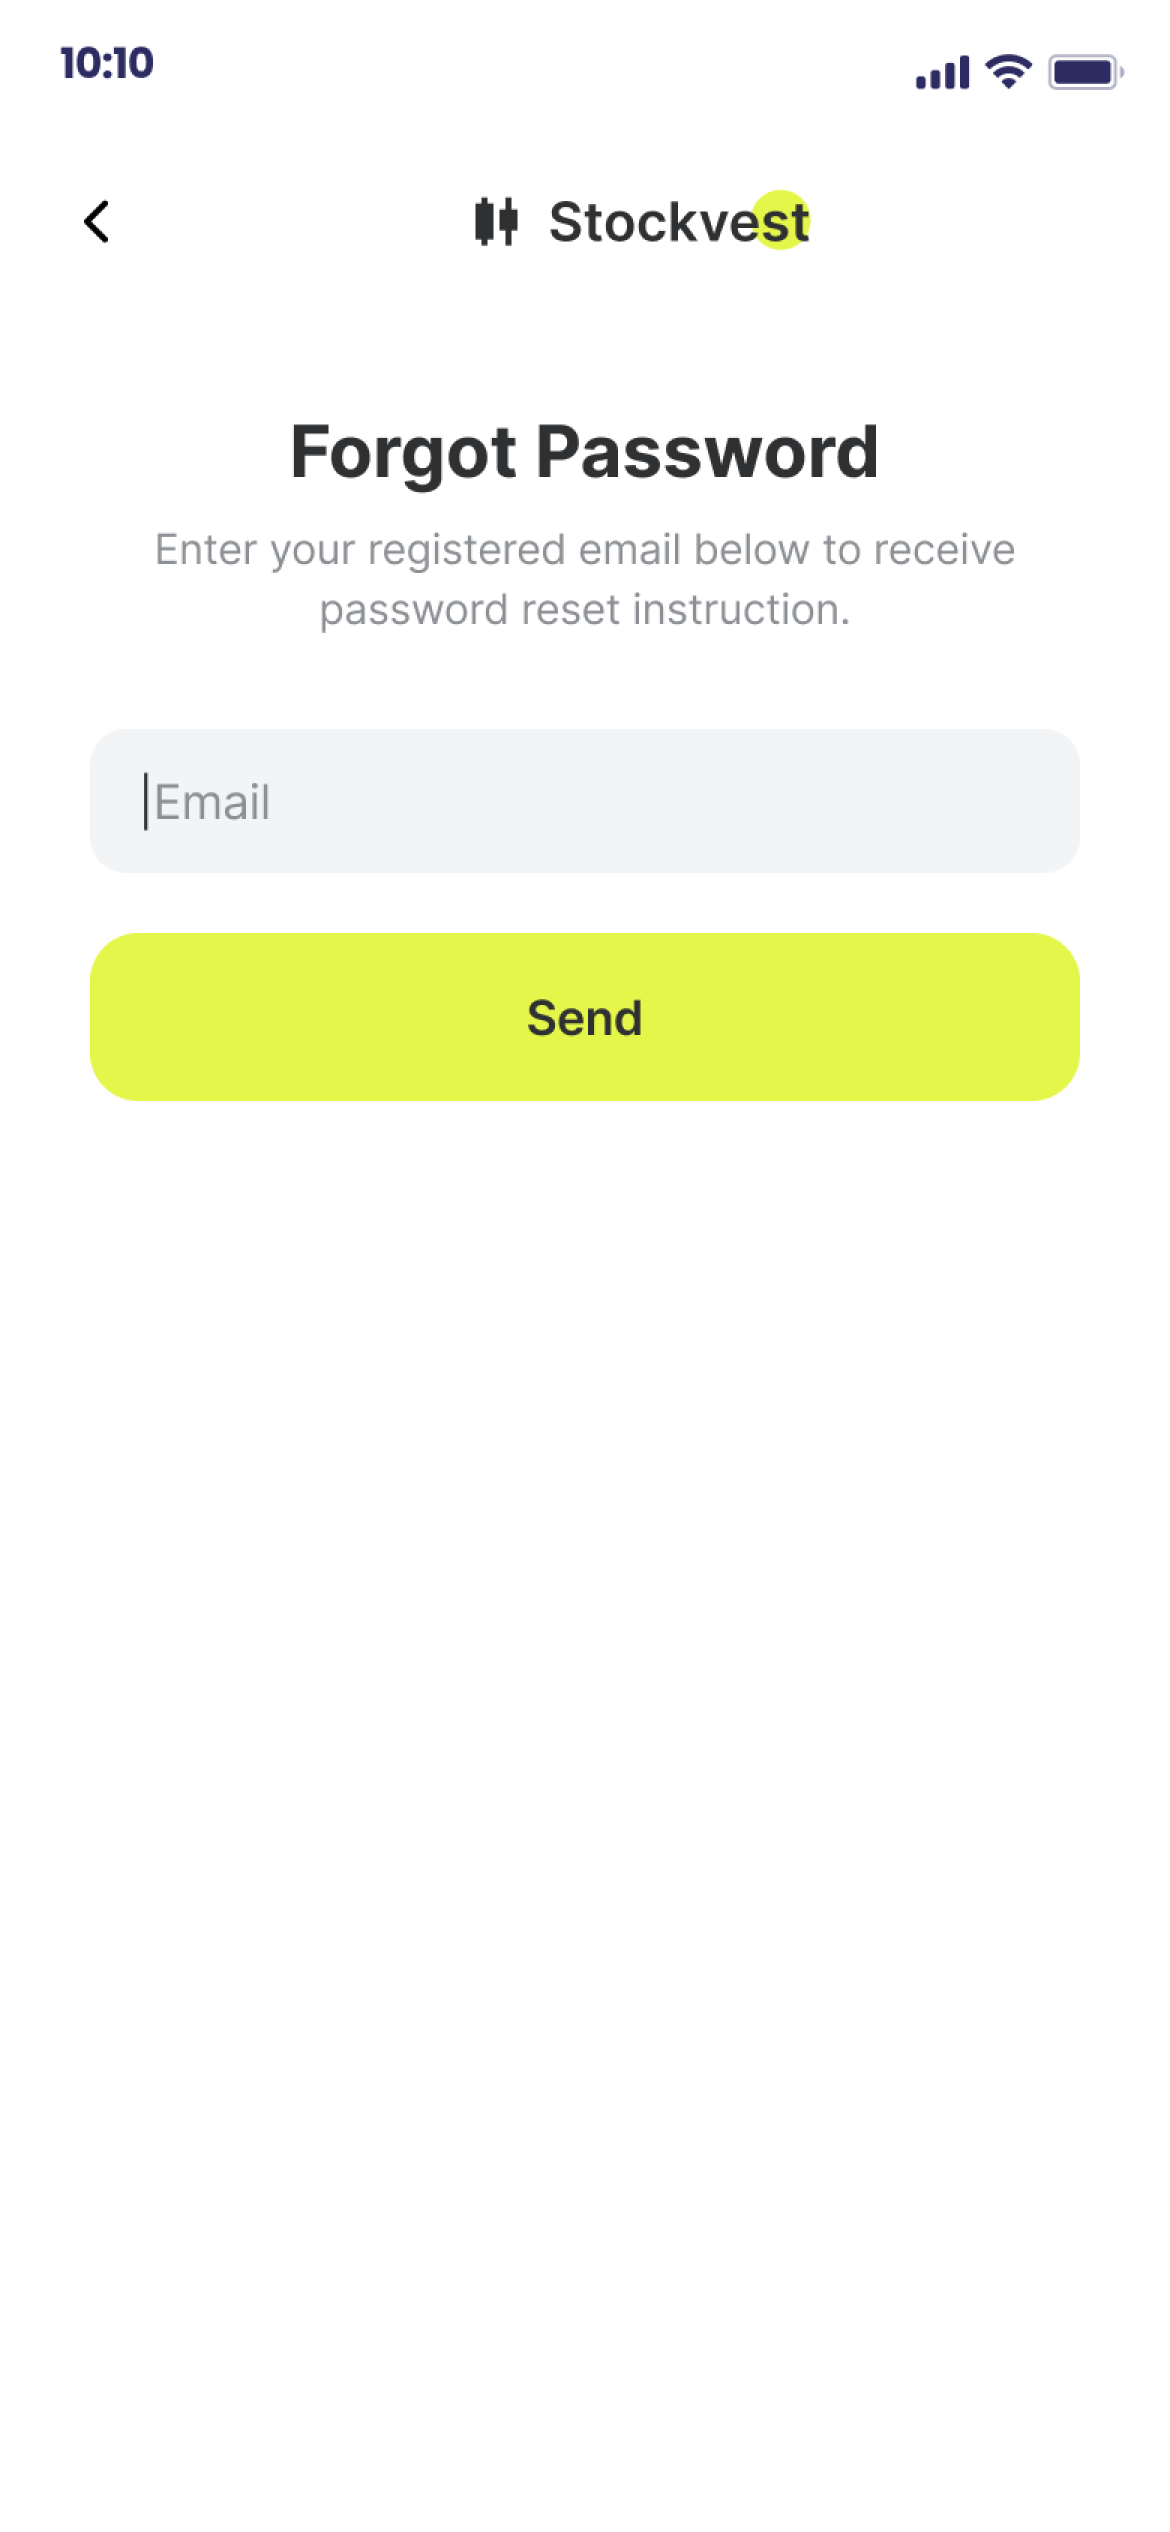 10:10
Stockvest
Forgot Password
Enter your registered email below to receive
password reset instruction.
Email
Send